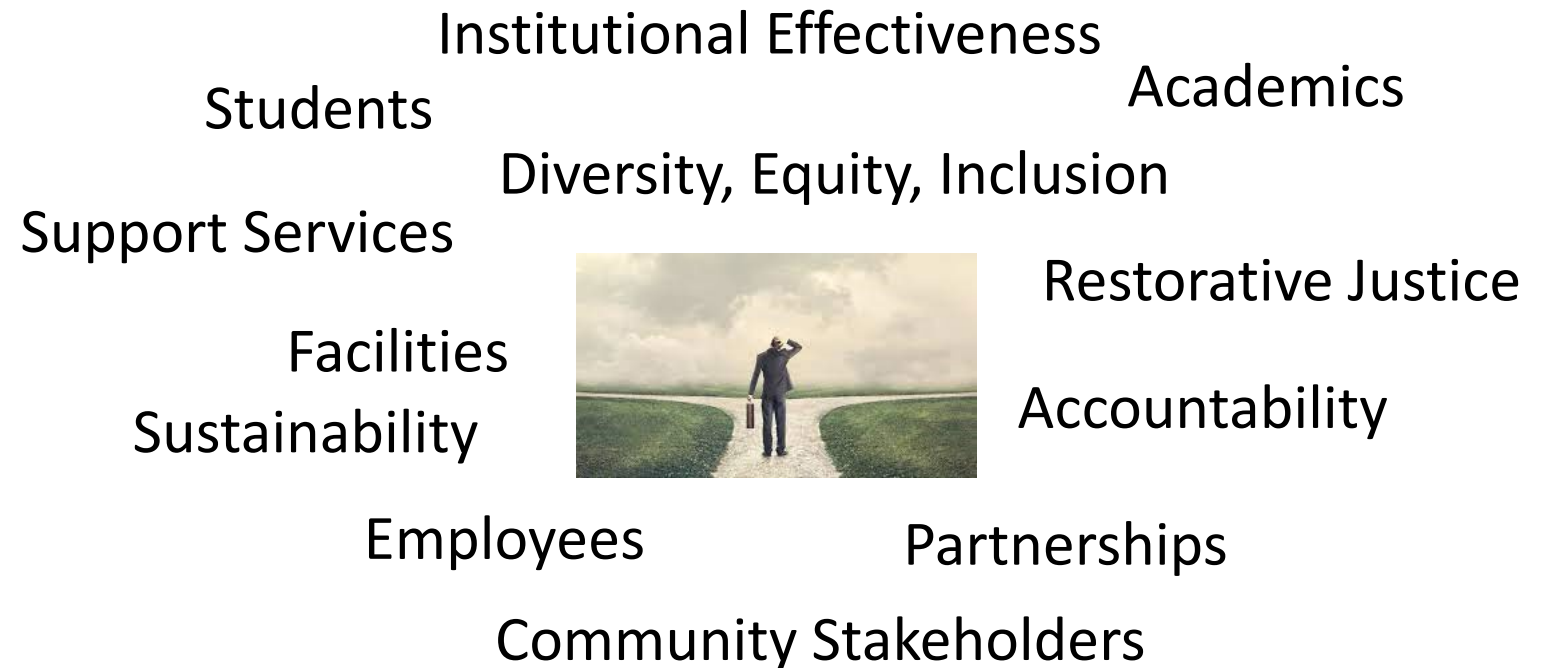 Institutional Effectiveness
Academics
Students
Diversity, Equity, Inclusion
Support Services
Restorative Justice
Facilities
Accountability
Sustainability
Employees
Partnerships
Community Stakeholders